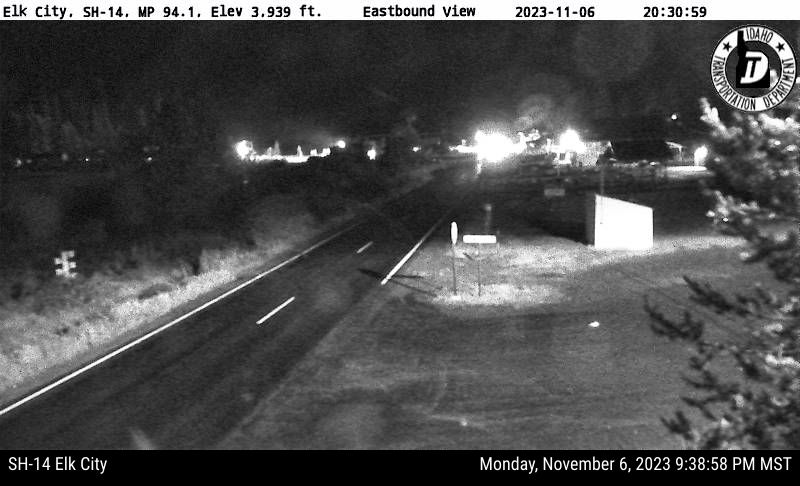 Elk City, SH-14, MP 94.1, Elev 3,939 ft. Eastbound View 2023-11-06 20:30:59
IDAHO
TRANSPORTATION DEPARTMENT
SH-14 Elk City Monday, November 6, 2023 9:38:58 PM MST